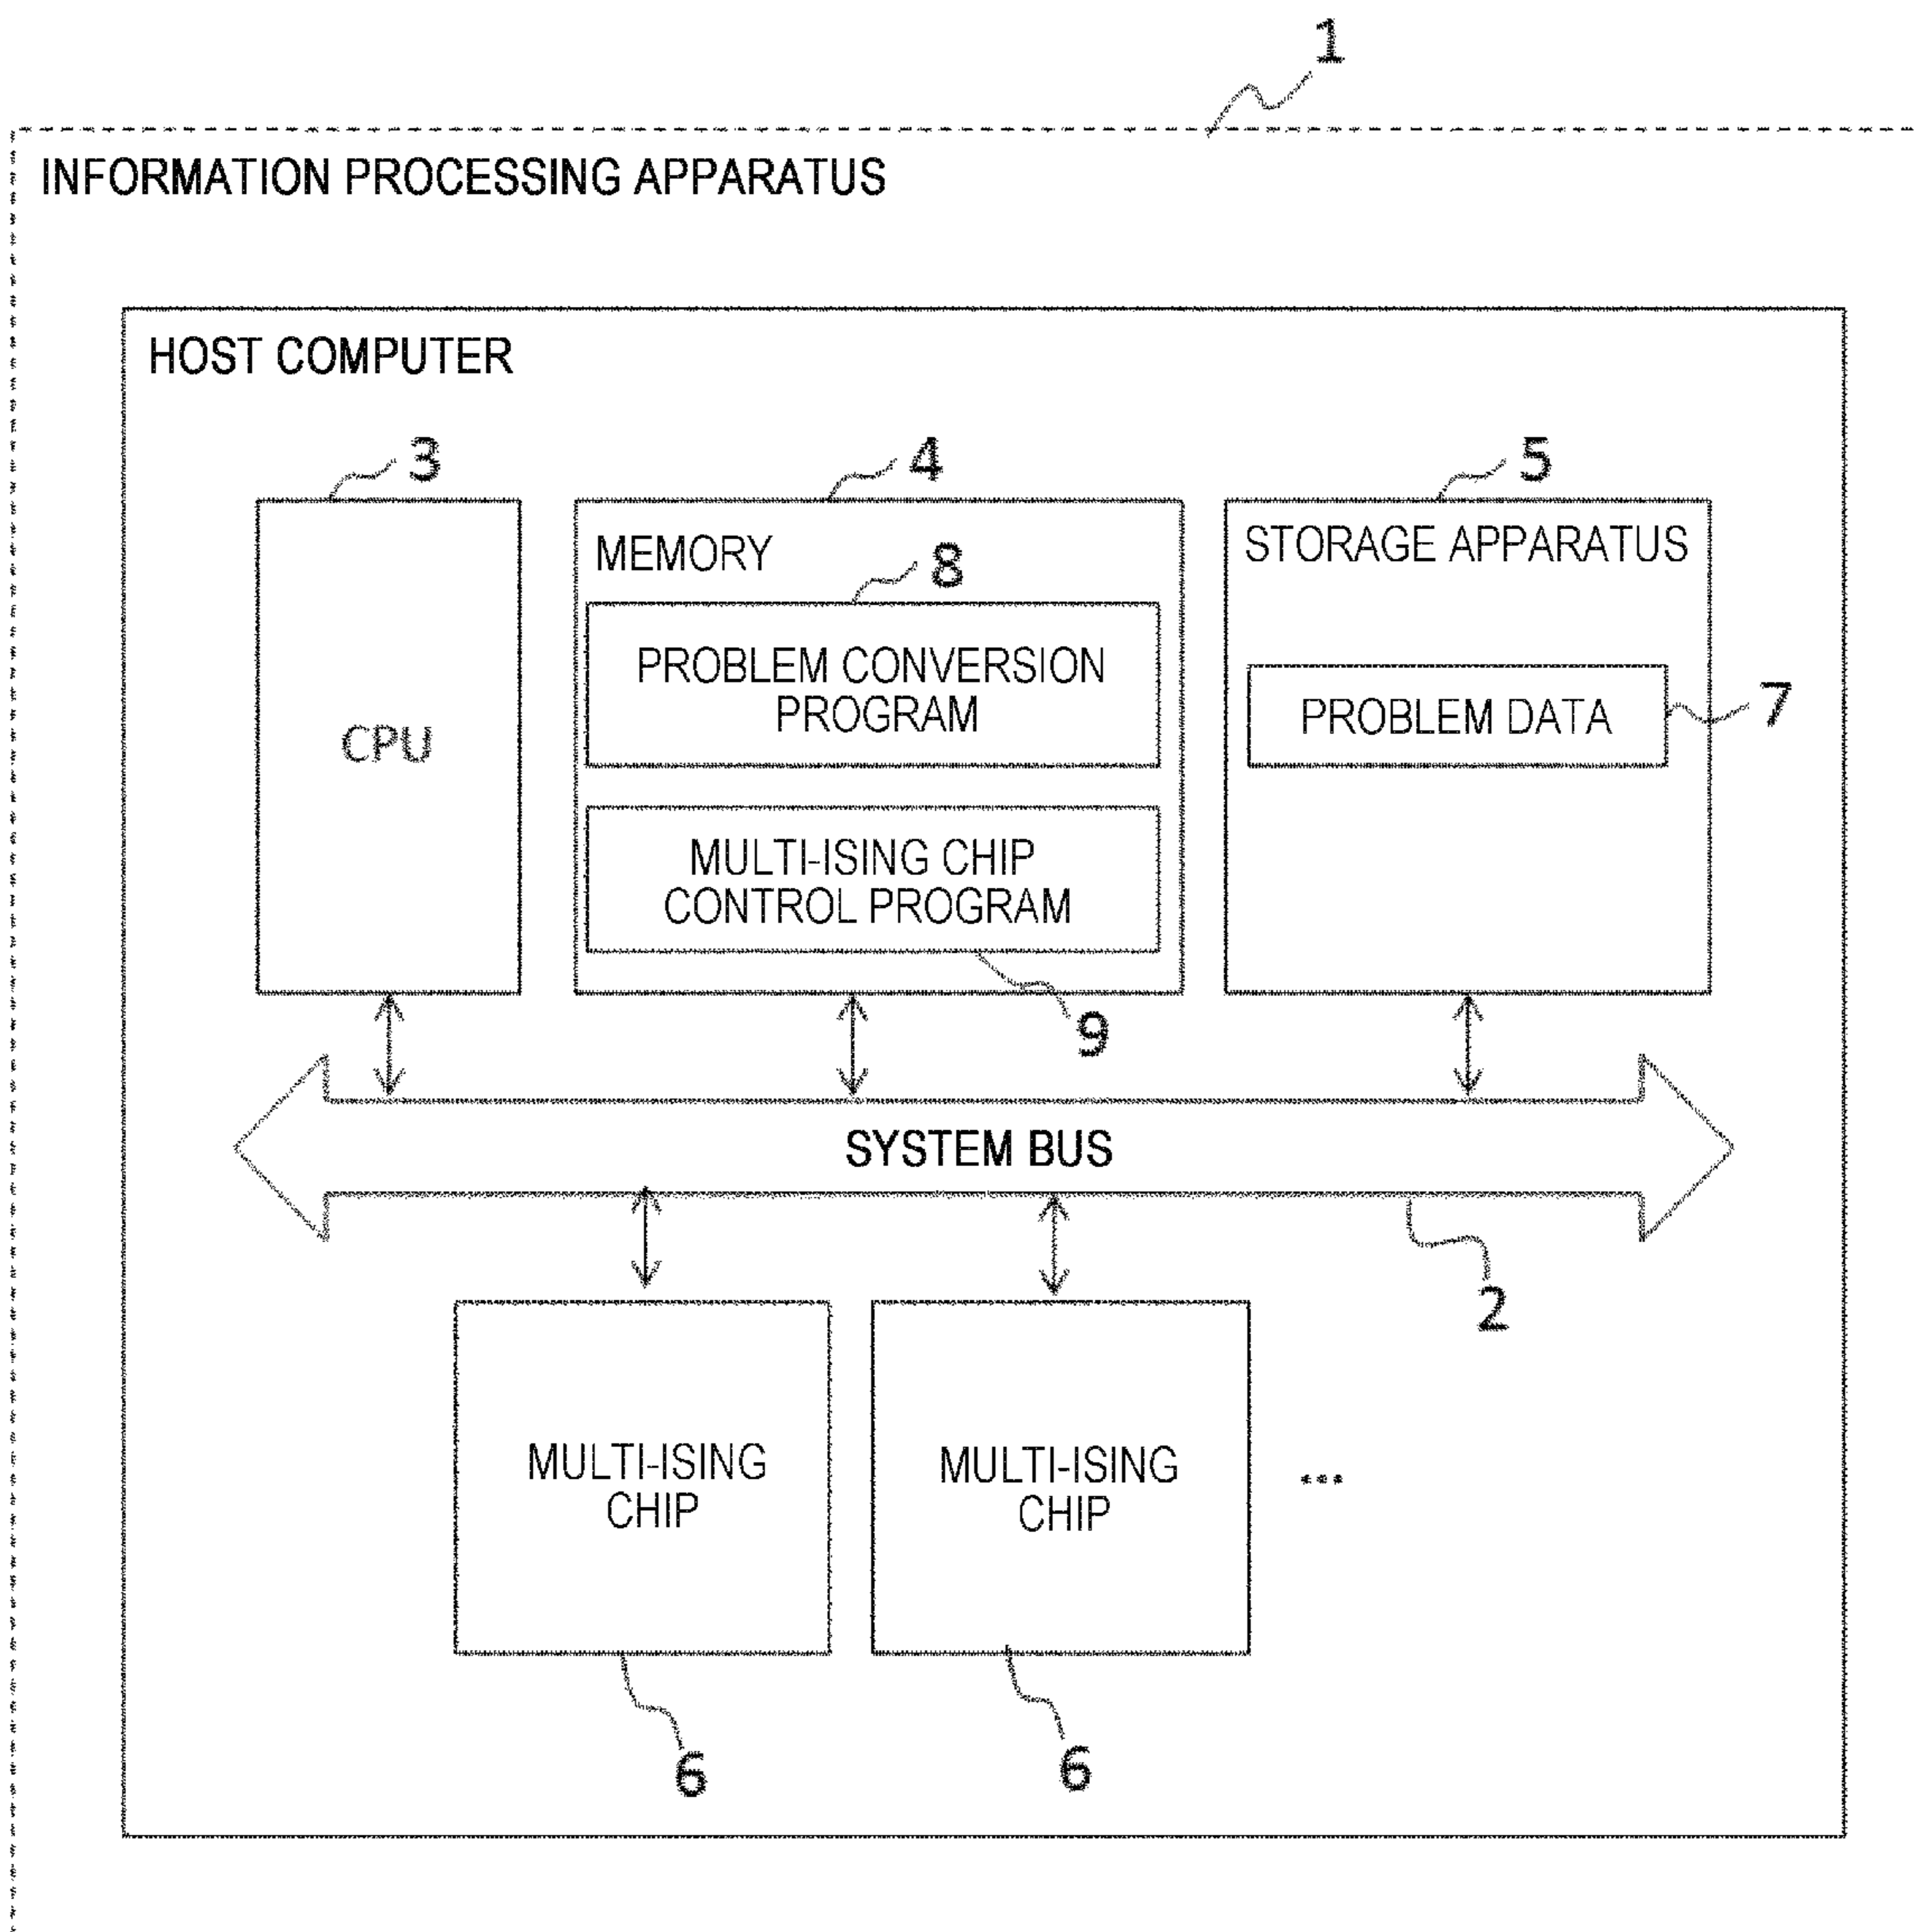 1
INFORMATION PROCESSING APPARATUS
HOST COMPUTER
3
4
5
CPU
MEMORY
8
PROBLEM CONVERSION
PROGRAM
MULTI-ISING CHIP
CONTROL PROGRAM
9
STORAGE APPARATUS
PROBLEM DATA
7
SYSTEM BUS
2
MULTI-ISING
CHIP
MULTI-ISING
CHIP
...
6
6